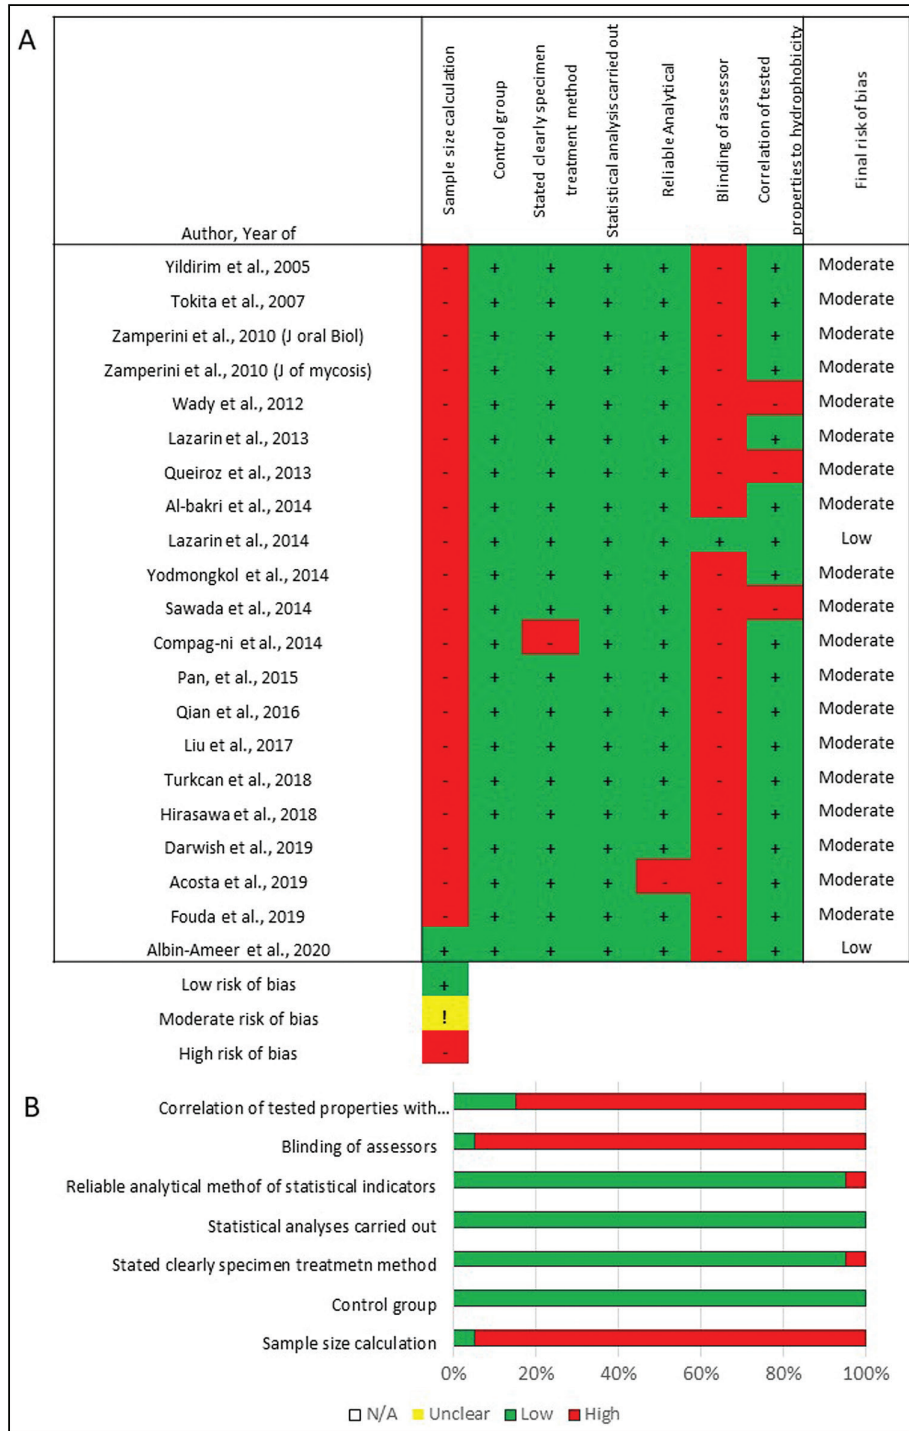 A
Author, Year of
Sample size calculation
Control group
Stated clearly specimen
treatment method
Statistical analysis carried out
Reliable Analytical
Blinding of assessor
Correlation of tested
properties to hydrophobicity
Final risk of bias
Yildirim et al., 2005 - + + + + - + Moderate
Tokita et al., 2007 - + + + + - + Moderate
Zamperini et al., 2010 (J oral Biol) - + + + + - + Moderate
Zamperini et al., 2010 (J of mycosis) - + + + + - + Moderate
Wady et al., 2012 - + + + + - - Moderate
Lazarin et al., 2013 - + + + + - + Moderate
Queiroz et al., 2013 - + + + + - - Moderate
Al-bakri et al., 2014 - + + + + - + Moderate
Lazarin et al., 2014 - + + + + + + Low
Yodmongkol et al., 2014 - + + + + - + Moderate
Sawada et al., 2014 - + + + + - - Moderate
Compag-ni et al., 2014 - + - + + - + Moderate
Pan, et al., 2015 - + + + + - + Moderate
Qian et al., 2016 - + + + + - + Moderate
Liu et al., 2017 - + + + + - + Moderate
Turkcan et al., 2018 - + + + + - + Moderate
Hirasawa et al., 2018 - + + + + - + Moderate
Darwish et al., 2019 - + + + + - + Moderate
Acosta et al., 2019 - + + + - - + Moderate
Fouda et al., 2019 - + + + + - + Moderate
Albin-Ameer et al., 2020 + + + + + - + Low
Low risk of bias +
Moderate risk of bias !
High risk of bias -
B
Correlation of tested properties with...
Blinding of assessors
Reliable analytical methof of statistical indicators
Statistical analyses carried out
Stated clearly specimen treatmetn method
Control group
Sample size calculation
0% 20% 40% 60% 80% 100%
N/A Unclear Low High